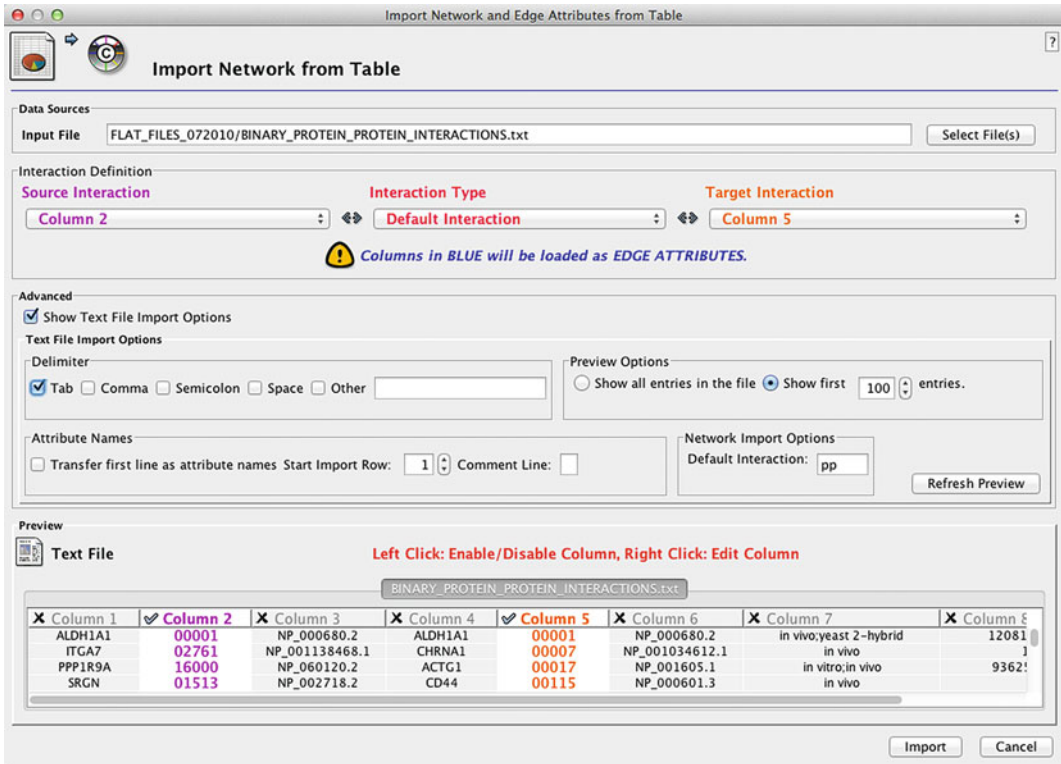 Import Network and Edge Attributes from Table
?
Import Network from Table
Data Sources
Input File FLAT_FILES_072010/BINARY_PROTEIN_PROTEIN_INTERACTIONS.txt Select File(s)
Interaction Definition
Source Interaction Interaction Type Target Interaction
Column 2 Default Interaction Column 5
Columns in BLUE will be loaded as EDGE ATTRIBUTES.
Advanced
Show Text File Import Options
Text File Import Options
Delimiter Preview Options
Tab Comma Semicolon Space Other Show all entries in the file Show first 100 entries.
Attribute Names Network Import Options
Transfer first line as attribute names Start Import Row: 1 Comment Line: Default Interaction: pp
Refresh Preview
Preview
Text File Left Click: Enable/Disable Column, Right Click: Edit Column
BINARY_PROTEIN_PROTEIN_INTERACTIONS.txt
Column 1 Column 2 Column 3 Column 4 Column 5 Column 6 Column 7 Column 8
ALDH1A1 00001 NP_000680.2 ALDH1A1 00001 NP_000680.2 in vivo;yeast 2-hybrid 12081
ITGA7 02761 NP_001138468.1 CHRNA1 00007 NP_001034612.1 in vivo 1
PPP1R9A 16000 NP_060120.2 ACTG1 00017 NP_001605.1 in vitro;in vivo 9362
SRGN 01513 NP_002718.2 CD44 00115 NP_000601.3 in vivo
Import Cancel